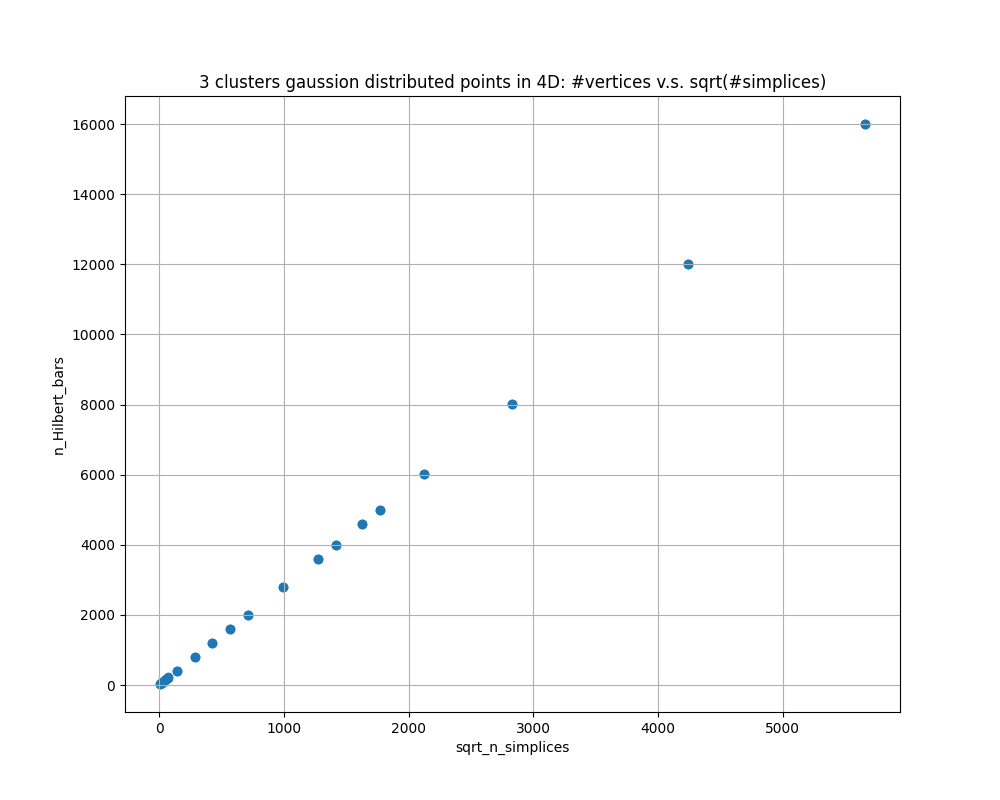 3 clusters gaussion distributed points in 4D: #vertices v.s. sqrt(#simplices)
16000
14000
12000
10000
8000
6000
4000
2000
0
n_Hilbert_bars
0 1000 2000 3000 4000 5000
sqrt_n_simplices